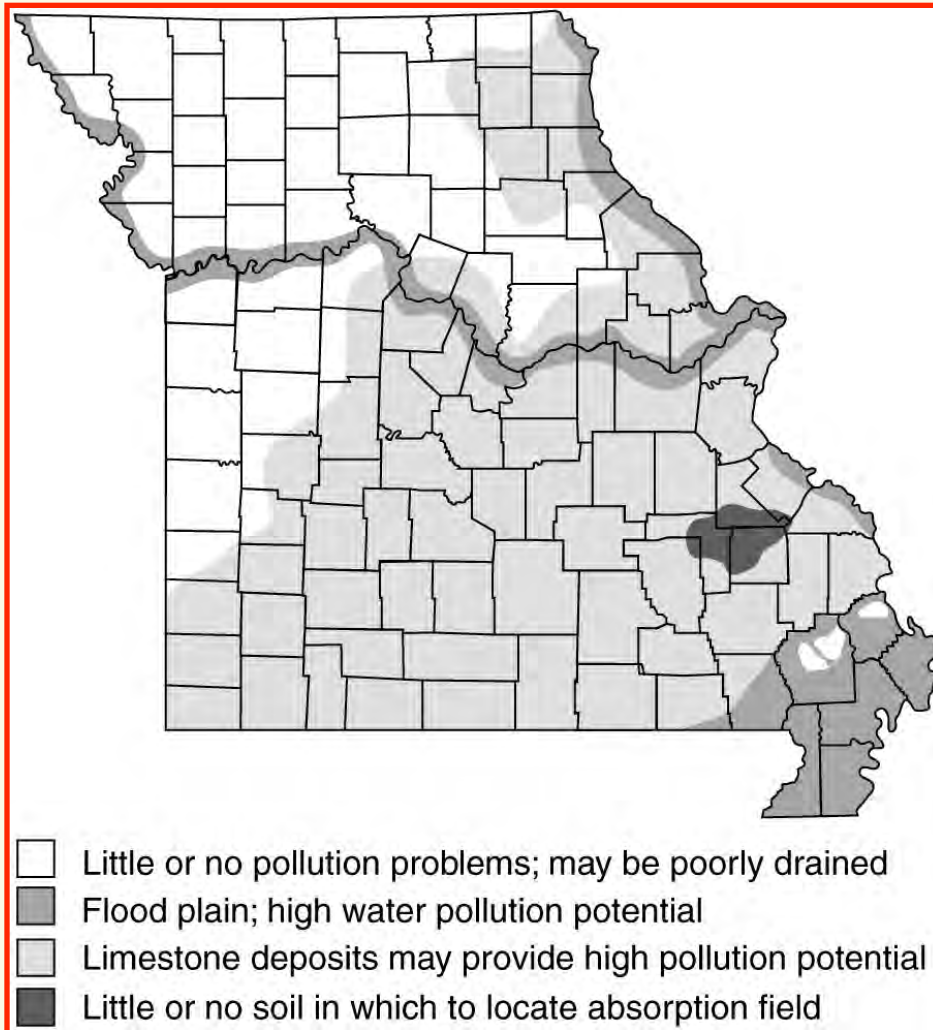 Little or no pollution problems; may be poorly drained
Flood plain; high water pollution potential
Limestone deposits may provide high pollution potential
Little or no soil in which to locate absorption field